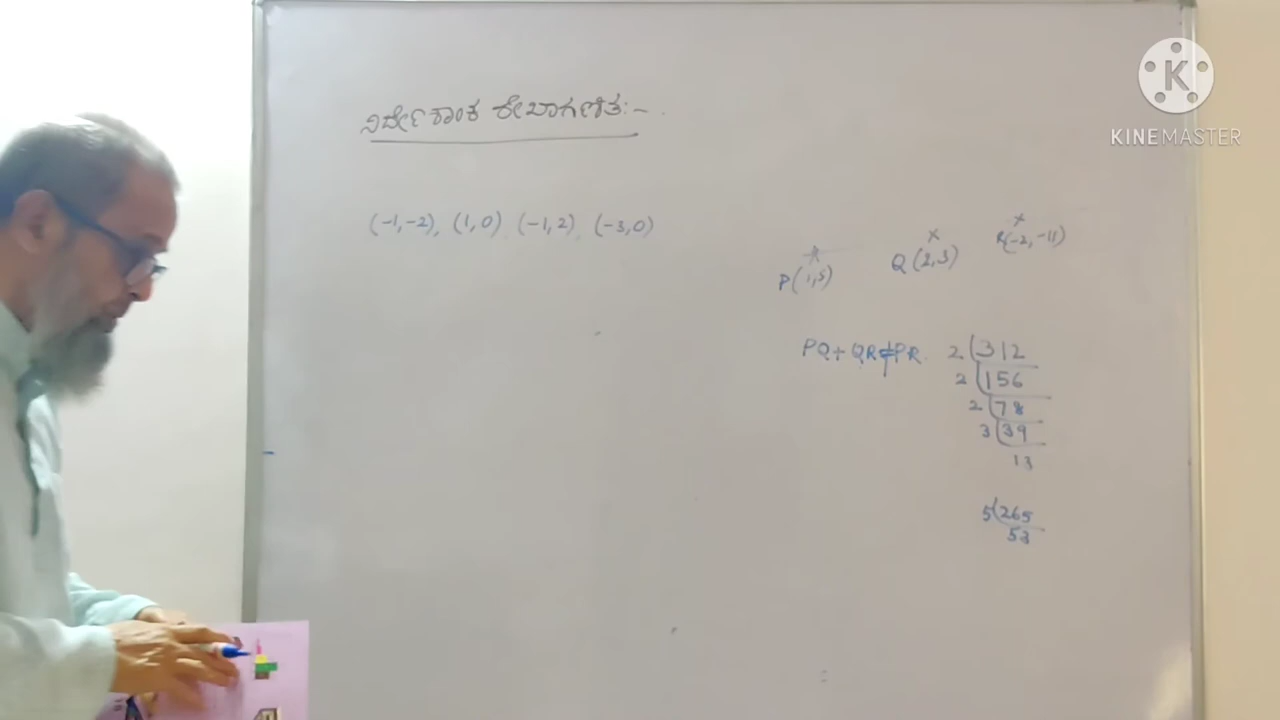 ನಿರ್ದೇಶಾಂಕ ರೇಖಾಗಣಿತ:-
(-1,-2), (1,0) (-1,2), (-3,0)
P(1,5) Q(2,3) R(-2,-11)
PQ+QR≠PR.
2(312
2(156
2(78
3(39
13
5(265
53
K
KINEMASTER